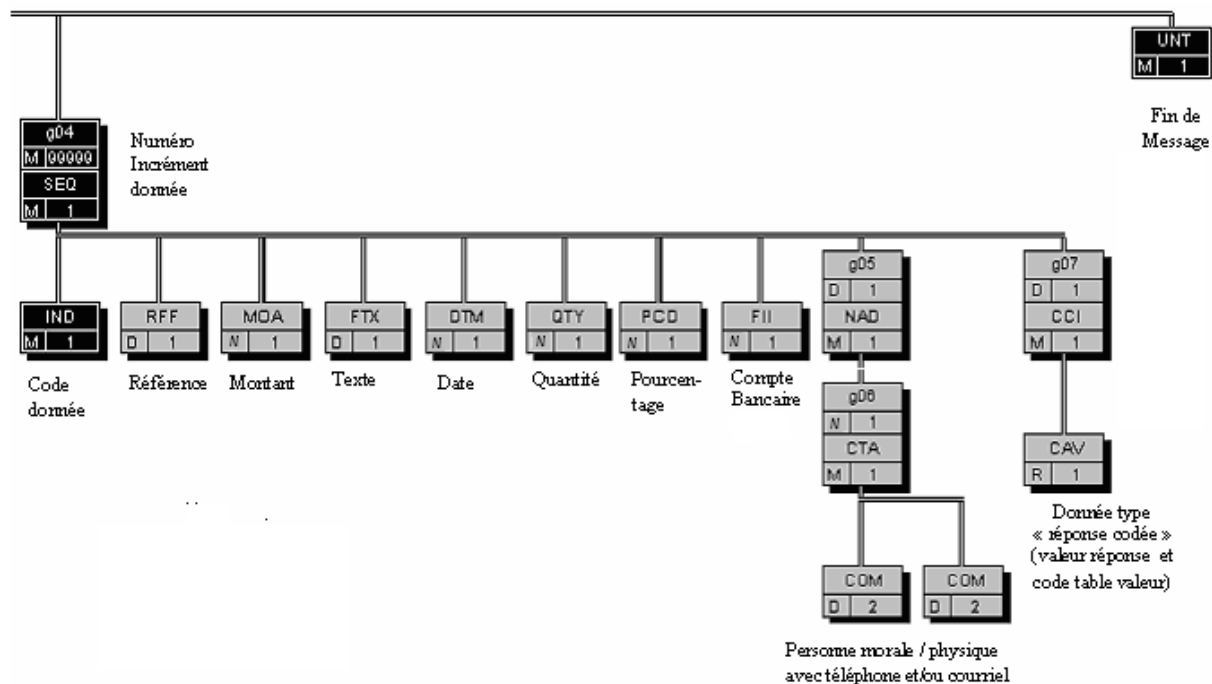 UNT
M 1
Fin de
Message
g04
M 99999
SEQ
M 1
Numéro
Incrément
donnée
IND
M 1
Code
donnée
RFF
D 1
Référence
MOA
N 1
Montant
FTX
D 1
Texte
DTM
N 1
Date
QTY
N 1
Quantité
PCD
N 1
Pourcen-
tage
FII
N 1
Compte
Bancaire
g05
D 1
NAD
M 1
g06
N 1
CTA
M 1
COM
D 2
COM
D 2
Personne morale / physique
avec téléphone et/ou courriel
g07
D 1
CCI
M 1
CAV
R 1
Donnée type
« réponse codée »
(valeur réponse et
code table valeur)